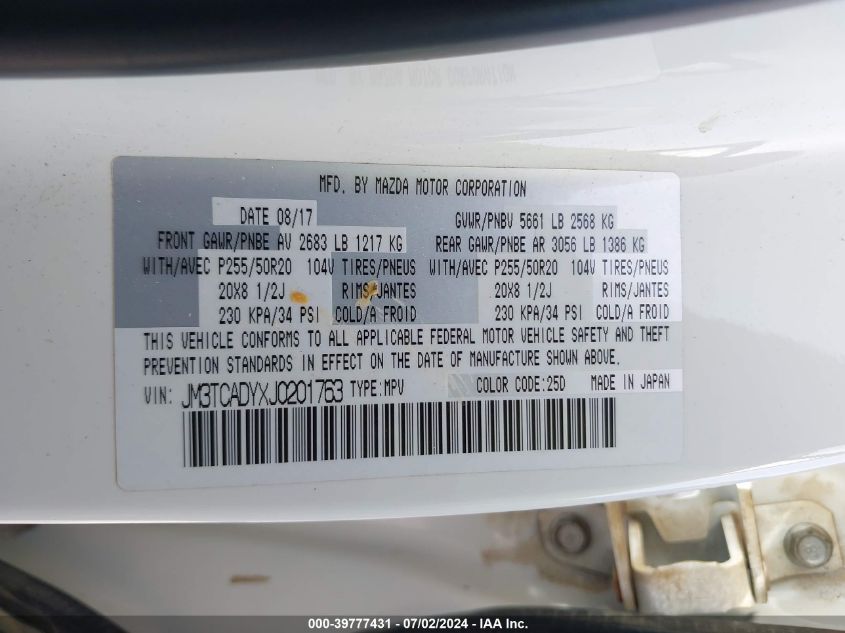 MFD. BY MAZDA MOTOR CORPORATION
DATE 08/17 GVWR/PNBV 5661 LB 2568 KG
FRONT GAWR/PNBE AV 2683 LB 1217 KG REAR GAWR/PNBE AR 3056 LB 1386 KG
WITH/AVEC P255/50R20 104V TIRES/PNEUS WITH/AVEC P255/50R20 104V TIRES/PNEUS
20X8 1/2J RIMS/JANTES 20X8 1/2J RIMS/JANTES
230 KPA/34 PSI COLD/A FROID 230 KPA/34 PSI COLD/A FROID
THIS VEHICLE CONFORMS TO ALL APPLICABLE FEDERAL MOTOR VEHICLE SAFETY AND THEFT
PREVENTION STANDARDS IN EFFECT ON THE DATE OF MANUFACTURE SHOWN ABOVE.
VIN: JM3TCADYXJ0201763 TYPE:MPV COLOR CODE:25D MADE IN JAPAN
000-39777431 - 07/02/2024 - IAA Inc.